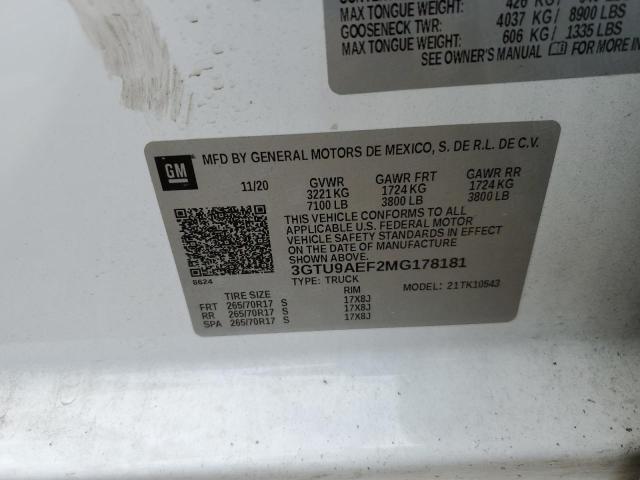 MAX TONGUE WEIGHT: 426 KG /
GOOSENECK TWR: 4037 KG / 8900 LBS
MAX TONGUE WEIGHT: 606 KG / 1335 LBS
SEE OWNER'S MANUAL FOR MORE IN
GM
MFD BY GENERAL MOTORS DE MEXICO, S. DE R.L. DE C.V.
11/20 GVWR GAWR FRT GAWR RR
3221 KG 1724 KG 1724 KG
7100 LB 3800 LB 3800 LB
THIS VEHICLE CONFORMS TO ALL
APPLICABLE U.S. FEDERAL MOTOR
VEHICLE SAFETY STANDARDS IN
EFFECT ON THE DATE OF MANUFACTURE
SHOWN ABOVE.
3GTU9AEF2MG178181
8624
TYPE: TRUCK MODEL: 21TK10543
TIRE SIZE RIM
FRT 265/70R17 S 17X8J
RR 265/70R17 S 17X8J
SPA 265/70R17 S 17X8J